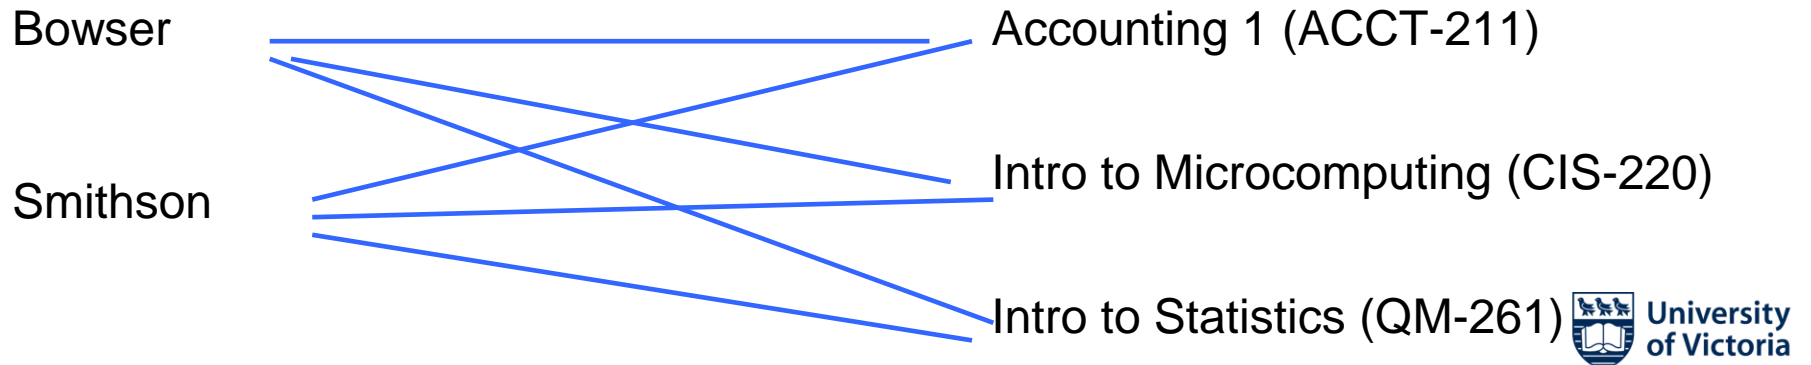 Bowser
Accounting 1 (ACCT-211)
Intro to Microcomputing (CIS-220)
Smithson
Intro to Statistics (QM-261)
University
of Victoria